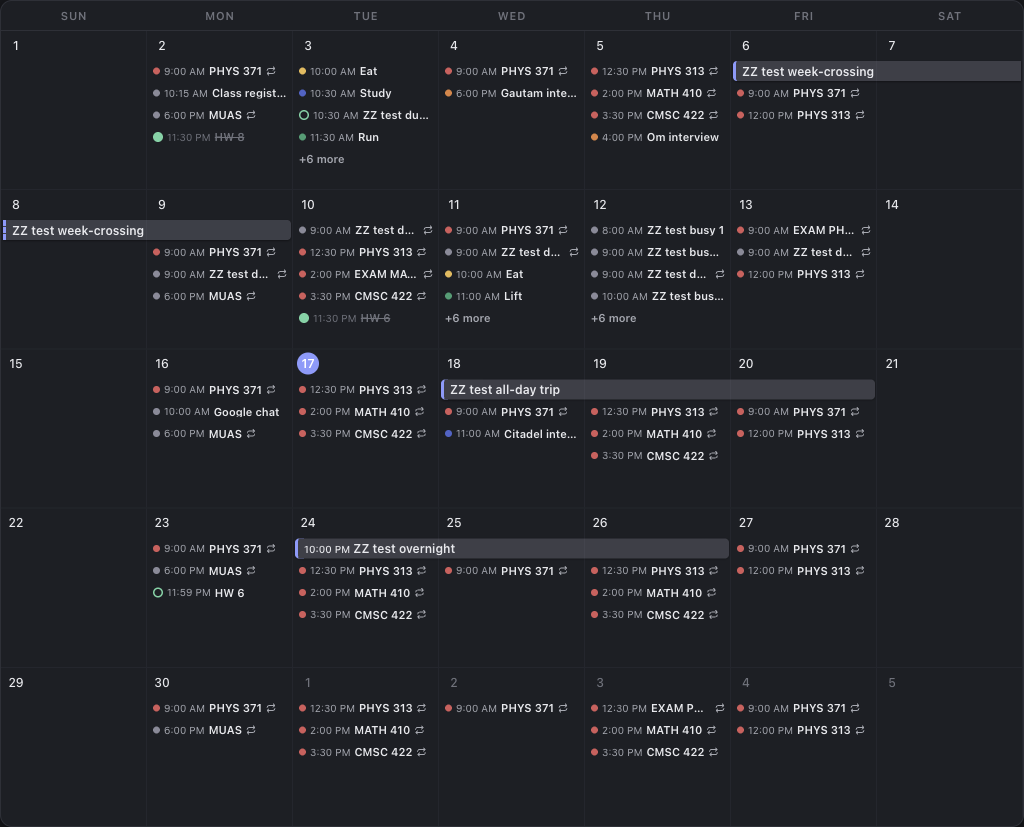 SUN MON TUE WED THU FRI SAT
1 2 3 4 5 6 7
9:00 AM PHYS 371
10:15 AM Class regist...
6:00 PM MUAS
11:30 PM HW 8
10:00 AM Eat
10:30 AM Study
10:30 AM ZZ test du...
11:30 AM Run
+6 more
9:00 AM PHYS 371
6:00 PM Gautam inte...
12:30 PM PHYS 313
2:00 PM MATH 410
3:30 PM CMSC 422
4:00 PM Om interview
ZZ test week-crossing
9:00 AM PHYS 371
12:00 PM PHYS 313
8 9 10 11 12 13 14
ZZ test week-crossing
9:00 AM PHYS 371
9:00 AM ZZ test d...
6:00 PM MUAS
9:00 AM ZZ test d...
12:30 PM PHYS 313
2:00 PM EXAM MA...
3:30 PM CMSC 422
11:30 PM HW 6
9:00 AM PHYS 371
9:00 AM ZZ test d...
10:00 AM Eat
11:00 AM Lift
+6 more
8:00 AM ZZ test busy 1
9:00 AM ZZ test bus...
9:00 AM ZZ test d...
10:00 AM ZZ test bus...
+6 more
9:00 AM EXAM PH...
9:00 AM ZZ test d...
12:00 PM PHYS 313
15 16 17 18 19 20 21
9:00 AM PHYS 371
10:00 AM Google chat
6:00 PM MUAS
12:30 PM PHYS 313
2:00 PM MATH 410
3:30 PM CMSC 422
ZZ test all-day trip
9:00 AM PHYS 371
11:00 AM Citadel inte...
12:30 PM PHYS 313
2:00 PM MATH 410
3:30 PM CMSC 422
9:00 AM PHYS 371
12:00 PM PHYS 313
22 23 24 25 26 27 28
9:00 AM PHYS 371
6:00 PM MUAS
11:59 PM HW 6
10:00 PM ZZ test overnight
12:30 PM PHYS 313
2:00 PM MATH 410
3:30 PM CMSC 422
9:00 AM PHYS 371
12:30 PM PHYS 313
2:00 PM MATH 410
3:30 PM CMSC 422
9:00 AM PHYS 371
12:00 PM PHYS 313
29 30 1 2 3 4 5
9:00 AM PHYS 371
6:00 PM MUAS
12:30 PM PHYS 313
2:00 PM MATH 410
3:30 PM CMSC 422
9:00 AM PHYS 371
12:30 PM EXAM P...
2:00 PM MATH 410
3:30 PM CMSC 422
9:00 AM PHYS 371
12:00 PM PHYS 313